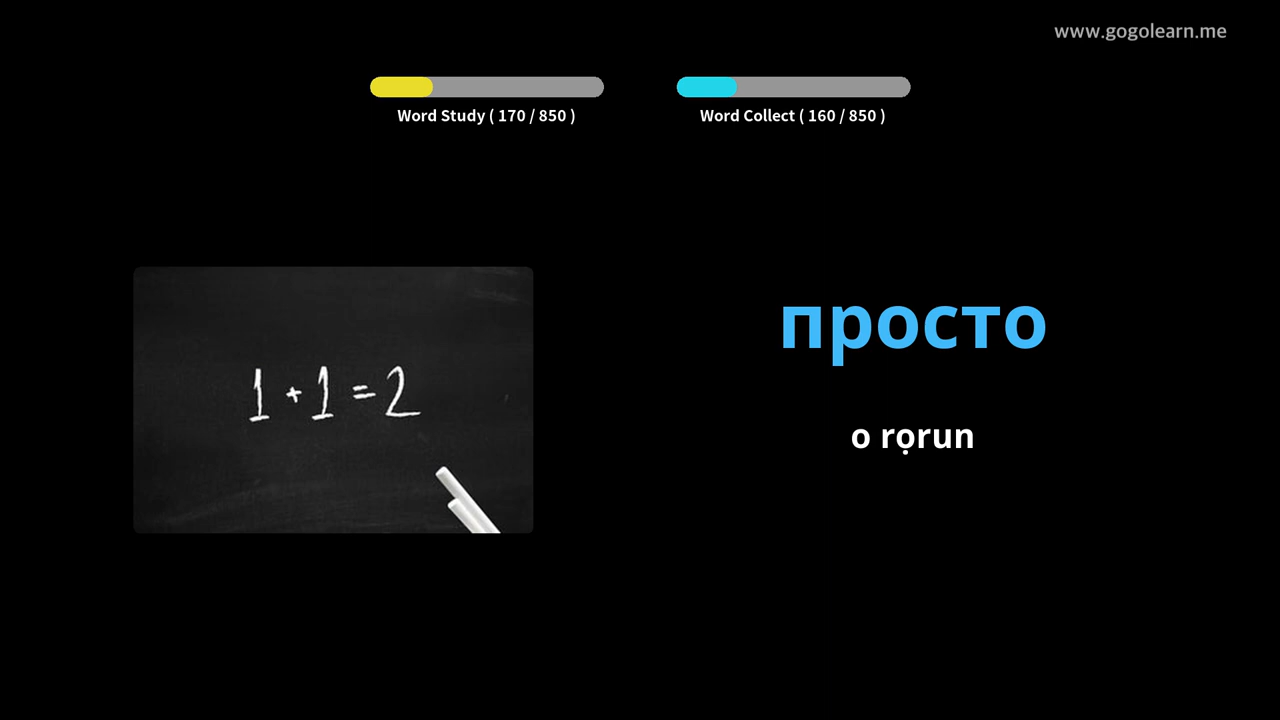 www.gogolearn.me
Word Study ( 170 / 850 )
Word Collect ( 160 / 850 )
1 + 1 = 2
просто
o rọrun